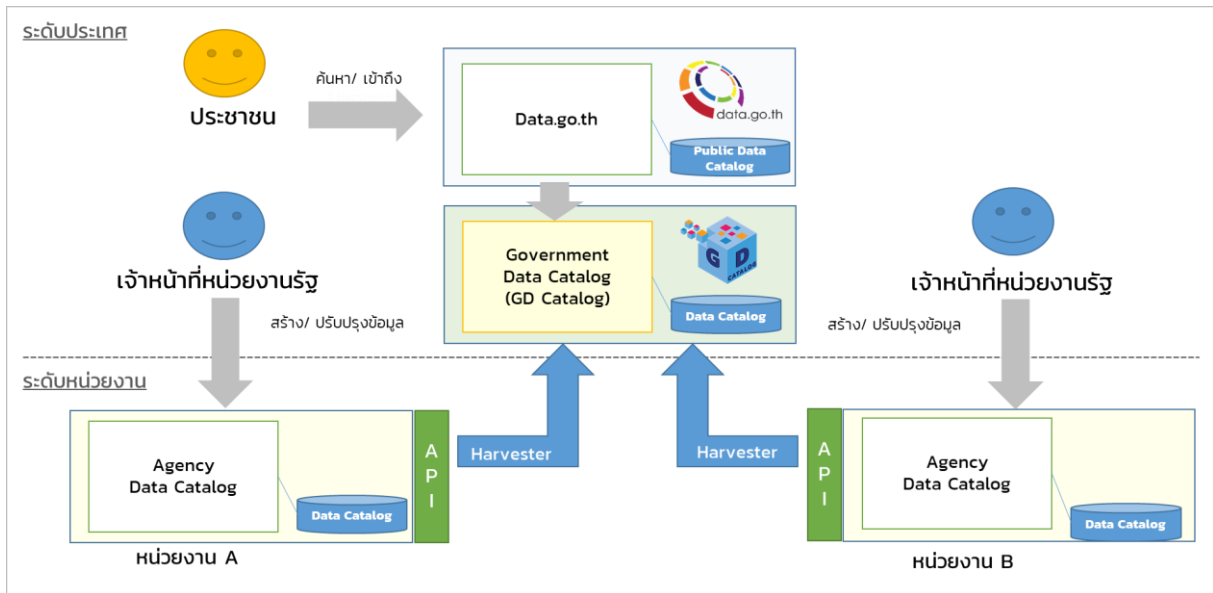 ระดับประเทศ
ค้นหา/ เข้าถึง
ประชาชน
Data.go.th
data.go.th
Public Data
Catalog
เจ้าหน้าที่หน่วยงานรัฐ
สร้าง/ ปรับปรุงข้อมูล
Government
Data Catalog
(GD Catalog)
G D
CATALOG
Data Catalog
เจ้าหน้าที่หน่วยงานรัฐ
สร้าง/ ปรับปรุงข้อมูล
ระดับหน่วยงาน
Agency
Data Catalog
Data Catalog
API
Harvester
หน่วยงาน A
Harvester
API
Agency
Data Catalog
Data Catalog
หน่วยงาน B